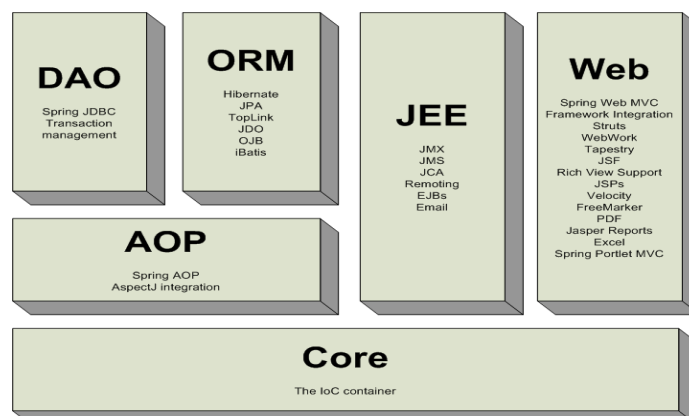 DAO
Spring JDBC
Transaction
management
ORM
Hibernate
JPA
TopLink
JDO
OJB
iBatis
JEE
JMX
JMS
JCA
Remoting
EJBs
Email
Web
Spring Web MVC
Framework Integration
Struts
WebWork
Tapestry
JSF
Rich View Support
JSPs
Velocity
FreeMarker
PDF
Jasper Reports
Excel
Spring Portlet MVC
AOP
Spring AOP
AspectJ integration
Core
The IoC container